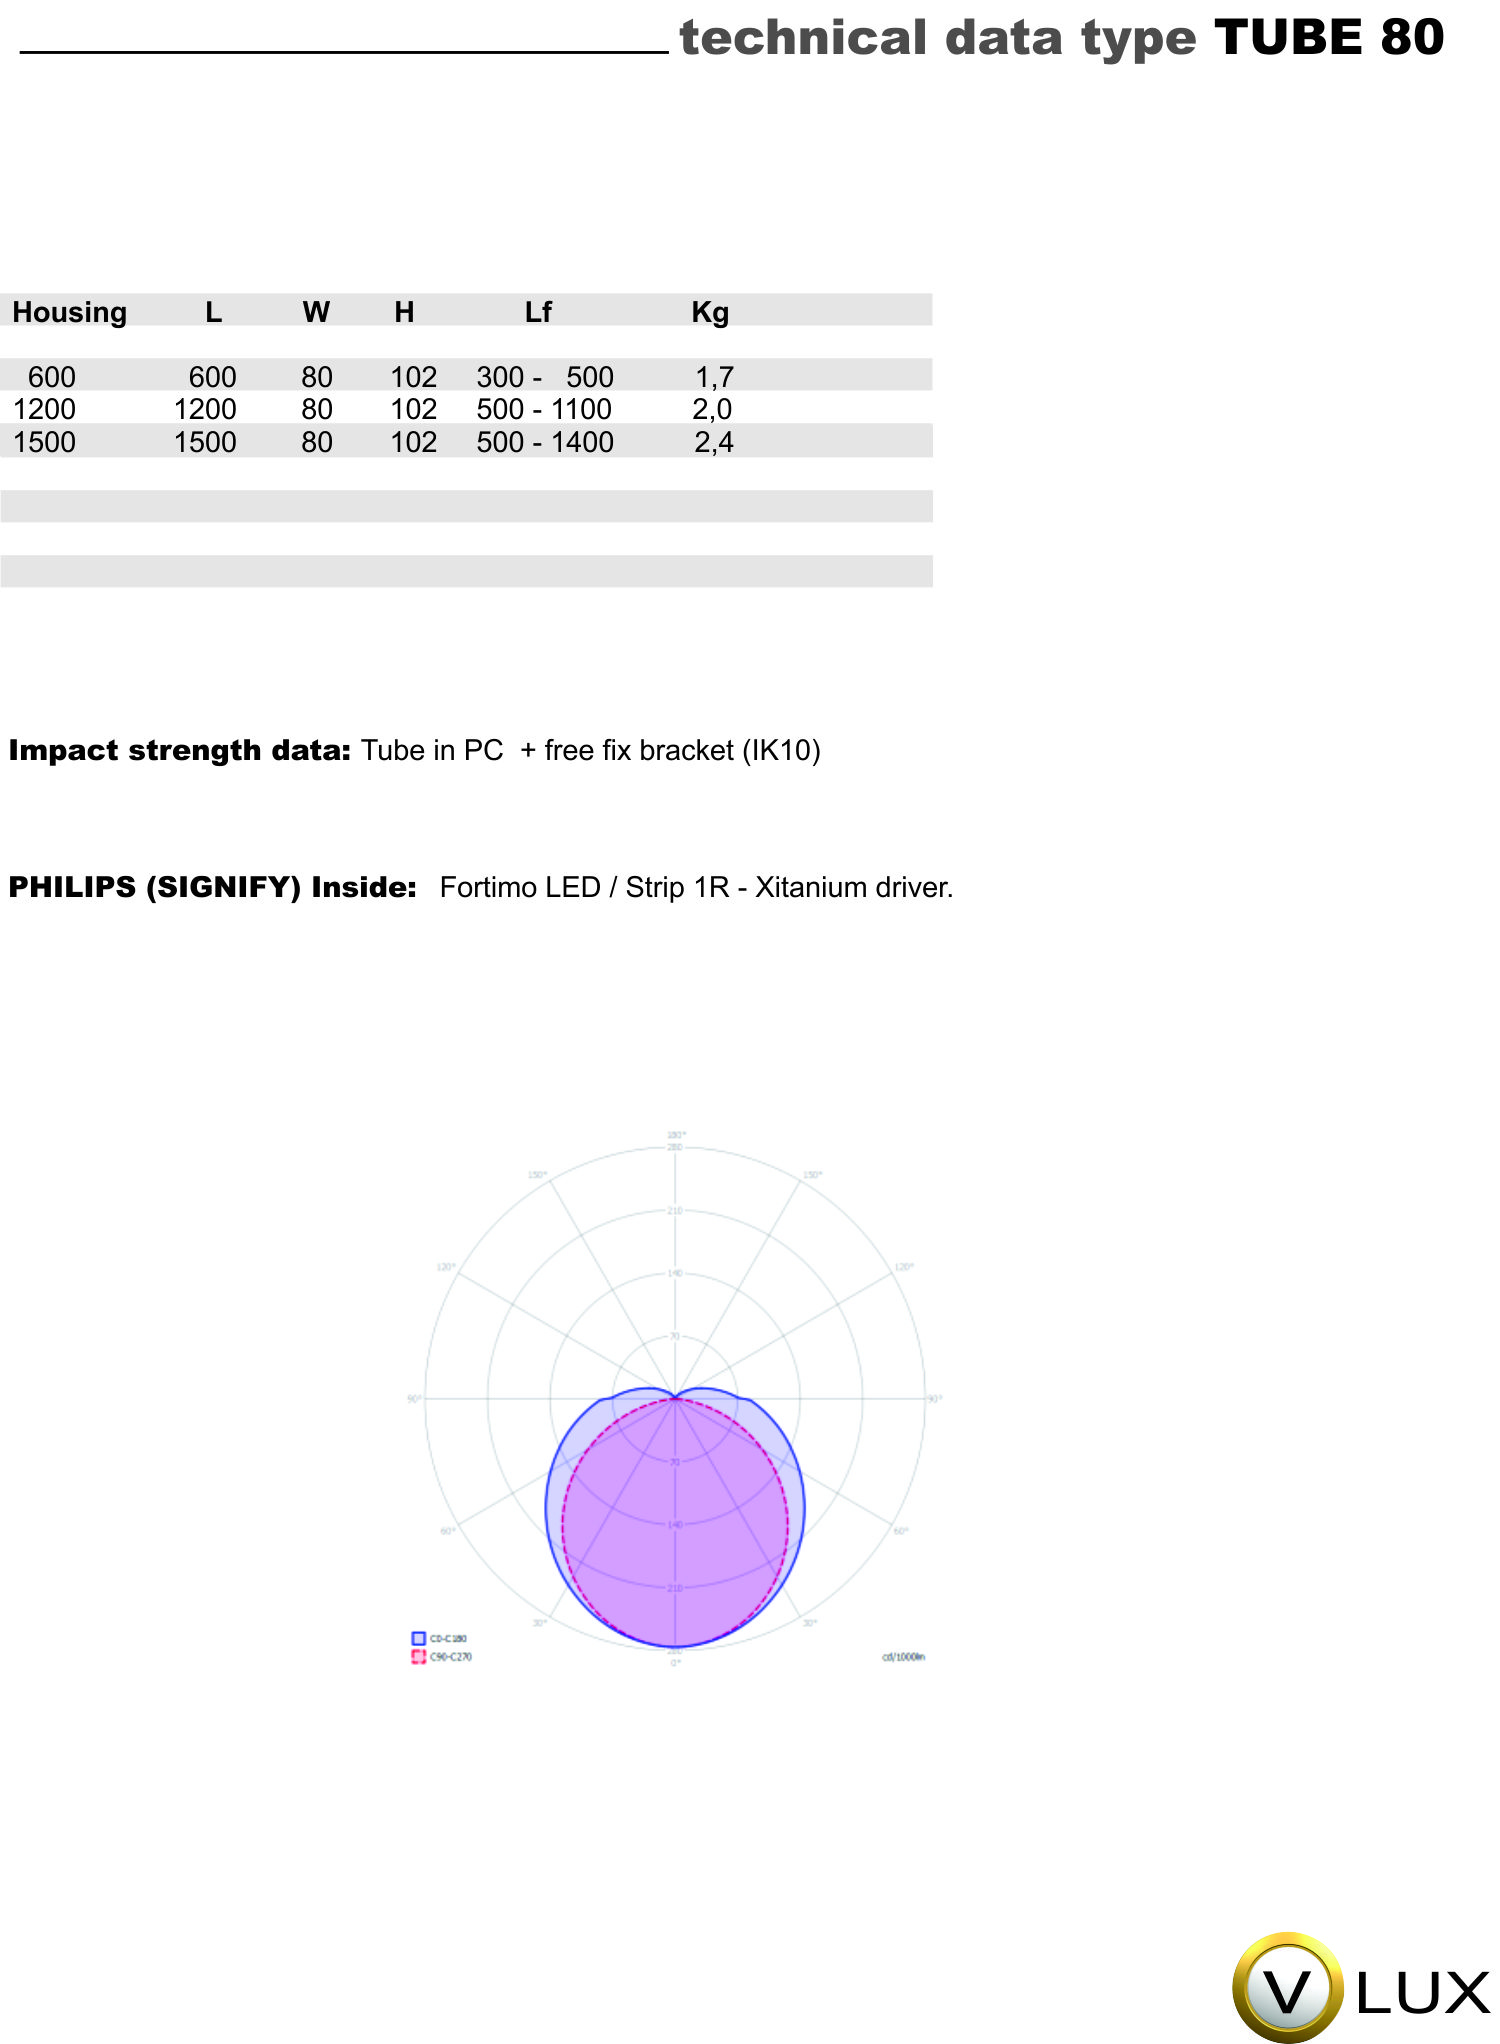 technical data type TUBE 80
Housing L W H Lf Kg
600 600 80 102 300 - 500 1,7
1200 1200 80 102 500 - 1100 2,0
1500 1500 80 102 500 - 1400 2,4
Impact strength data: Tube in PC + free fix bracket (IK10)
PHILIPS (SIGNIFY) Inside: Fortimo LED / Strip 1R - Xitanium driver.
180°
280
150° 150°
210
120° 120°
140
70
90° 90°
70
140
60° 60°
210
30° 30°
C0-C180
C90-C270 0° cd/1000lm
V LUX